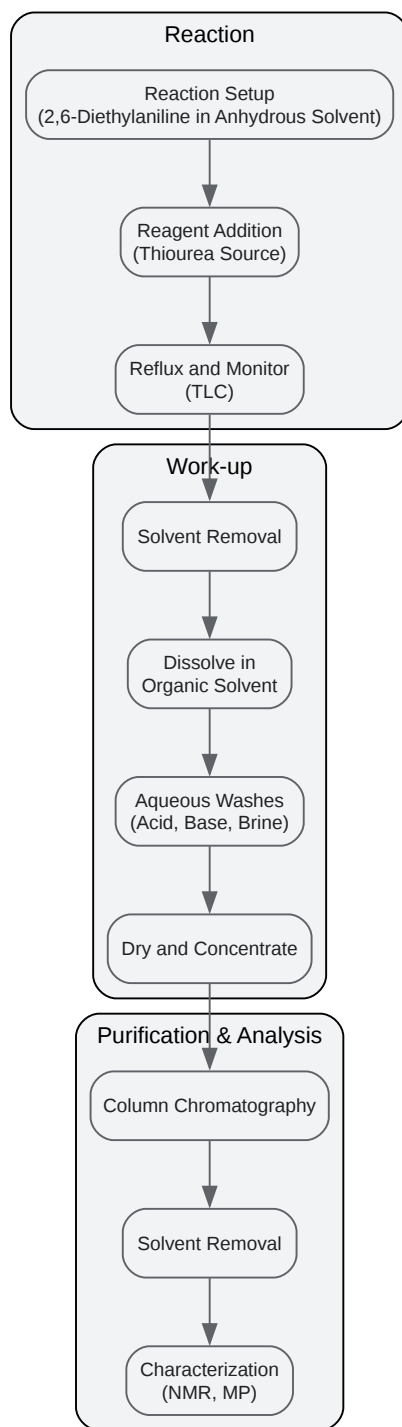 Reaction
Reaction Setup
(2,6-Diethylaniline in Anhydrous Solvent)
Reagent Addition
(Thiourea Source)
Reflux and Monitor
(TLC)
Work-up
Solvent Removal
Dissolve in
Organic Solvent
Aqueous Washes
(Acid, Base, Brine)
Dry and Concentrate
Purification & Analysis
Column Chromatography
Solvent Removal
Characterization
(NMR, MP)